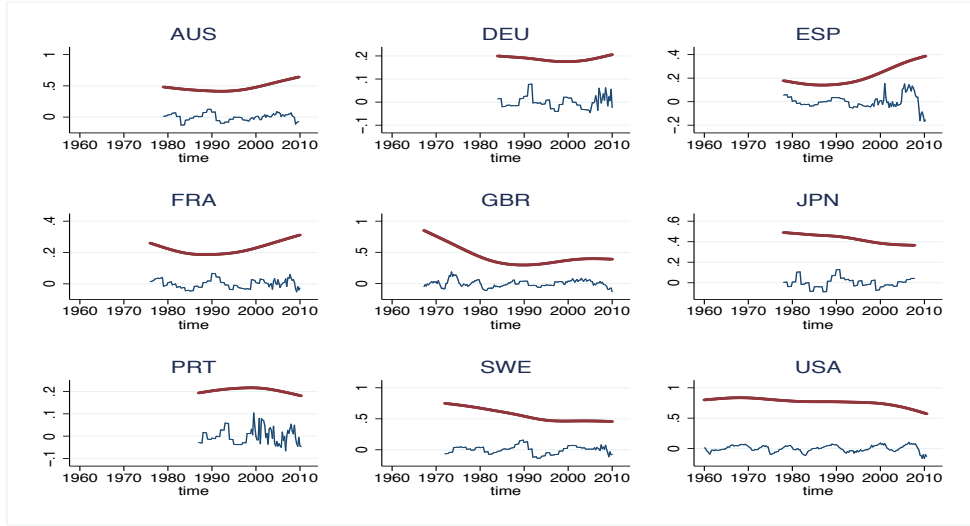 AUS DEU ESP
1 .5 0
.2 .1 0 -.1
.4 .2 0 -.2
1960 1970 1980 1990 2000 2010 1960 1970 1980 1990 2000 2010 1960 1970 1980 1990 2000 2010
time time time
FRA GBR JPN
.4 .2 0
1 .5 0
.6 .4 .2 0
1960 1970 1980 1990 2000 2010 1960 1970 1980 1990 2000 2010 1960 1970 1980 1990 2000 2010
time time time
PRT SWE USA
.2 .1 0 -.1
1 .5 0
1 .5 0
1960 1970 1980 1990 2000 2010 1960 1970 1980 1990 2000 2010 1960 1970 1980 1990 2000 2010
time time time